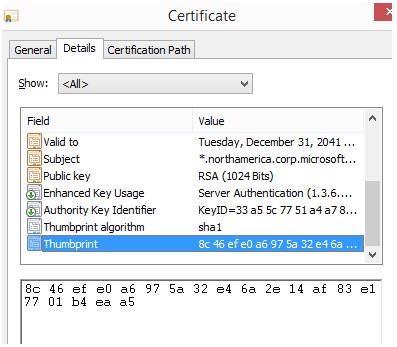 Certificate
General Details Certification Path
Show: <All>
Field Value
Valid to Tuesday, December 31, 2041 ...
Subject *.northamerica.corp.microsoft...
Public key RSA (1024 Bits)
Enhanced Key Usage Server Authentication (1.3.6....
Authority Key Identifier KeyID=33 a5 5c 77 51 a4 a7 8...
Thumbprint algorithm sha1
Thumbprint 8c 46 ef e0 a6 97 5a 32 e4 6a ...
8c 46 ef e0 a6 97 5a 32 e4 6a 2e 14 af 83 e1
77 01 b4 ea a5